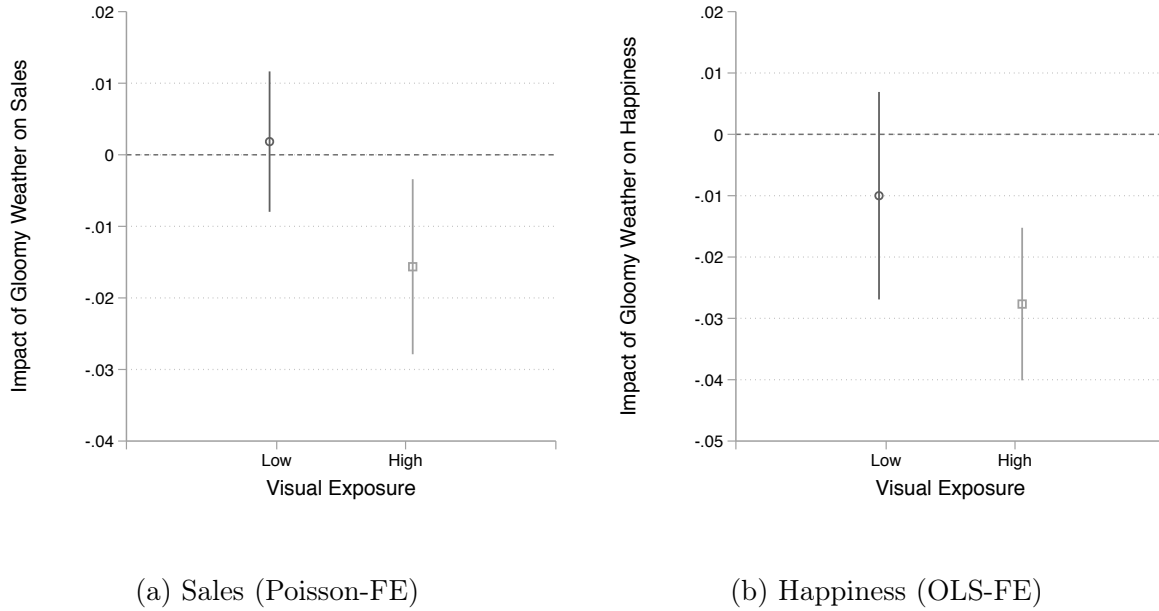 Impact of Gloomy Weather on Sales
.02
.01
0
-.01
-.02
-.03
-.04
Low High
Visual Exposure
(a) Sales (Poisson-FE)
Impact of Gloomy Weather on Happiness
.02
.01
0
-.01
-.02
-.03
-.04
-.05
Low High
Visual Exposure
(b) Happiness (OLS-FE)